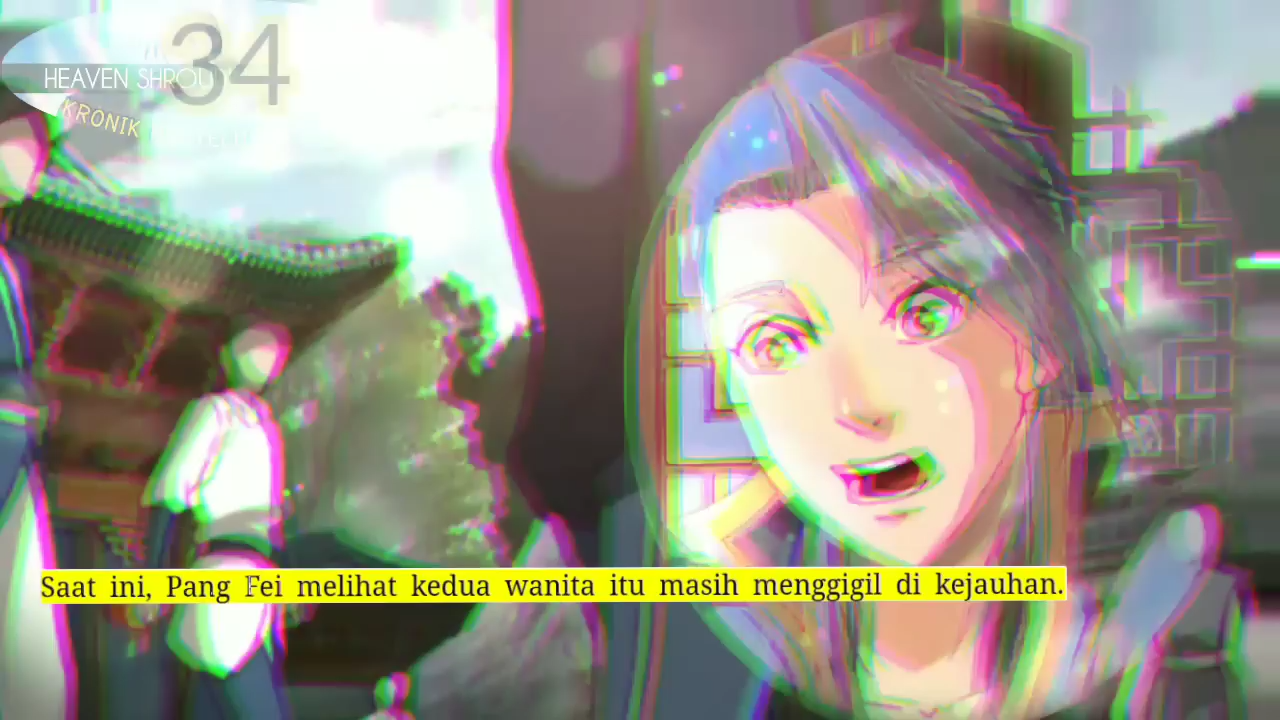 34
HEAVEN SHROU
KRONIK
Saat ini, Pang Fei melihat kedua wanita itu masih menggigil di kejauhan.